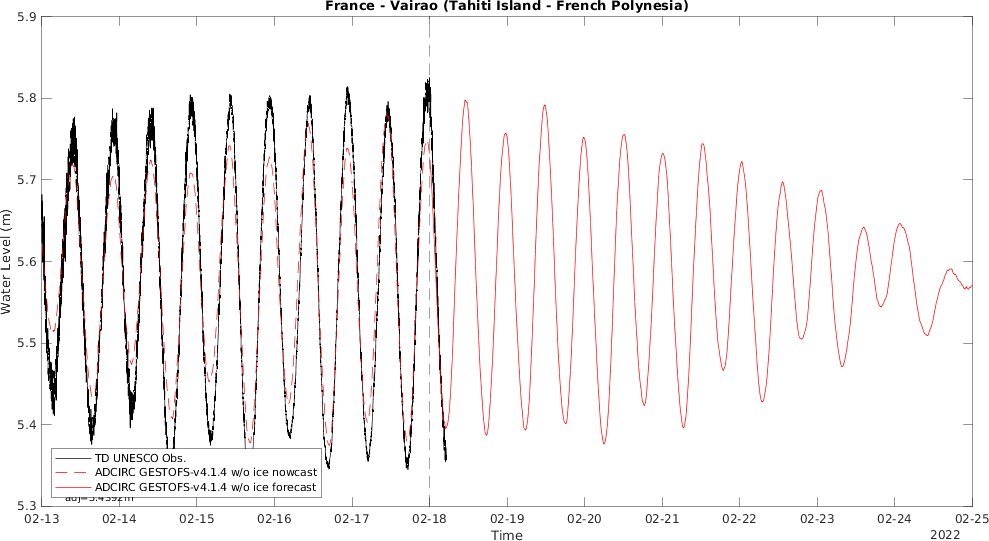 France - Vairao (Tahiti Island - French Polynesia)
5.9
5.8
5.7
5.6
5.5
5.4
5.3
Water Level (m)
TD UNESCO Obs.
ADCIRC GESTOFS-v4.1.4 w/o ice nowcast
ADCIRC GESTOFS-v4.1.4 w/o ice forecast
02-13 02-14 02-15 02-16 02-17 02-18 02-19 02-20 02-21 02-22 02-23 02-24 02-25
Time
2022